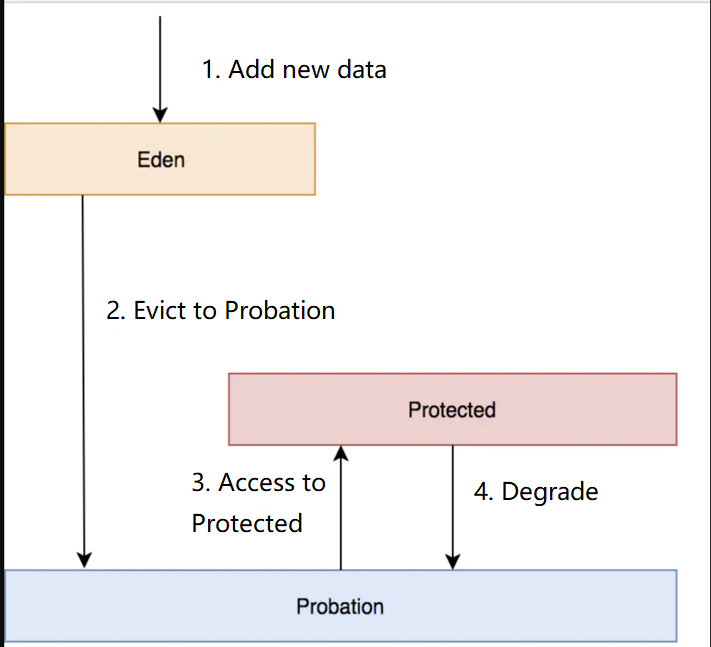 1. Add new data
Eden
2. Evict to Probation
Protected
3. Access to
Protected
4. Degrade
Probation